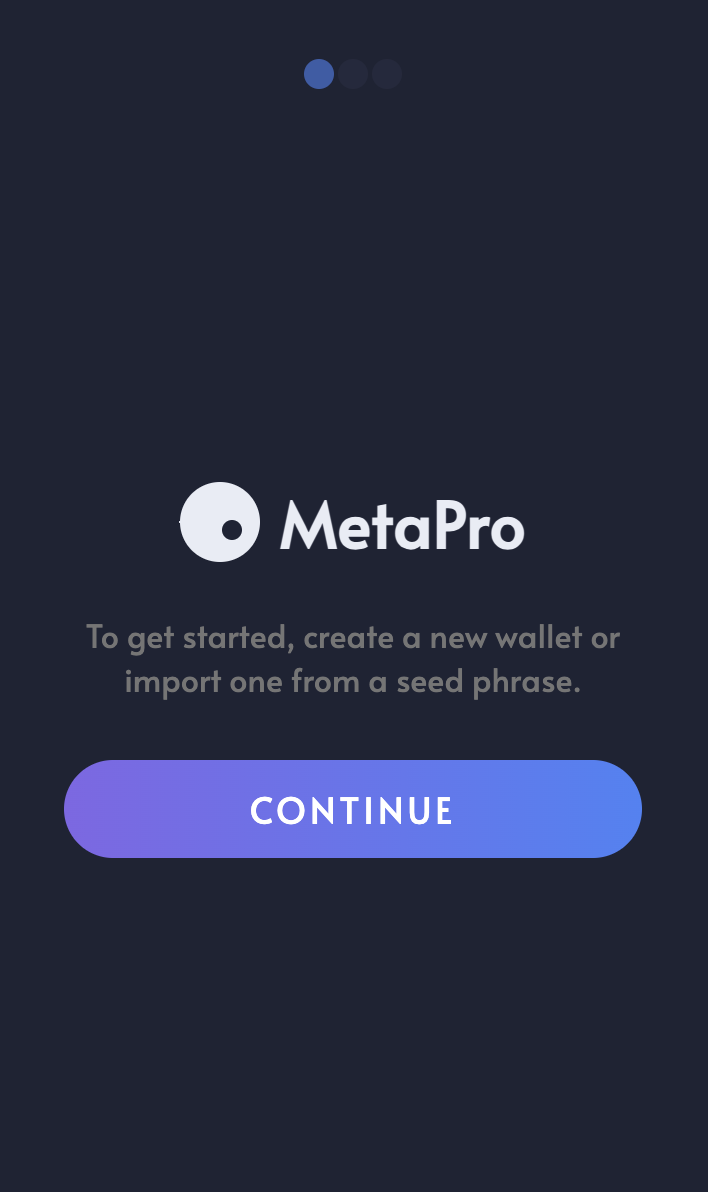 MetaPro
To get started, create a new wallet or
import one from a seed phrase.
CONTINUE